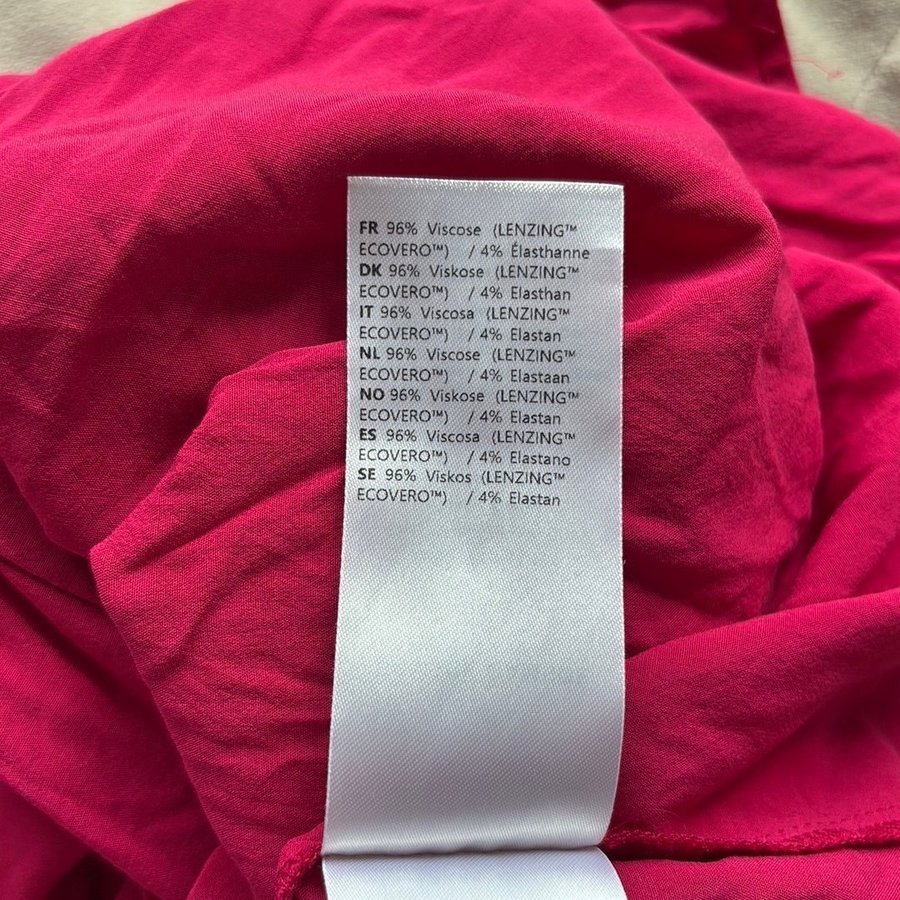 FR 96% Viscose (LENZING™
ECOVERO™) / 4% Élasthanne
DK 96% Viskose (LENZING™
ECOVERO™) / 4% Elasthan
IT 96% Viscosa (LENZING™
ECOVERO™) / 4% Elastan
NL 96% Viscose (LENZING™
ECOVERO™) / 4% Elastaan
NO 96% Viskose (LENZING™
ECOVERO™) / 4% Elastan
ES 96% Viscosa (LENZING™
ECOVERO™) / 4% Elastano
SE 96% Viskos (LENZING™
ECOVERO™) / 4% Elastan